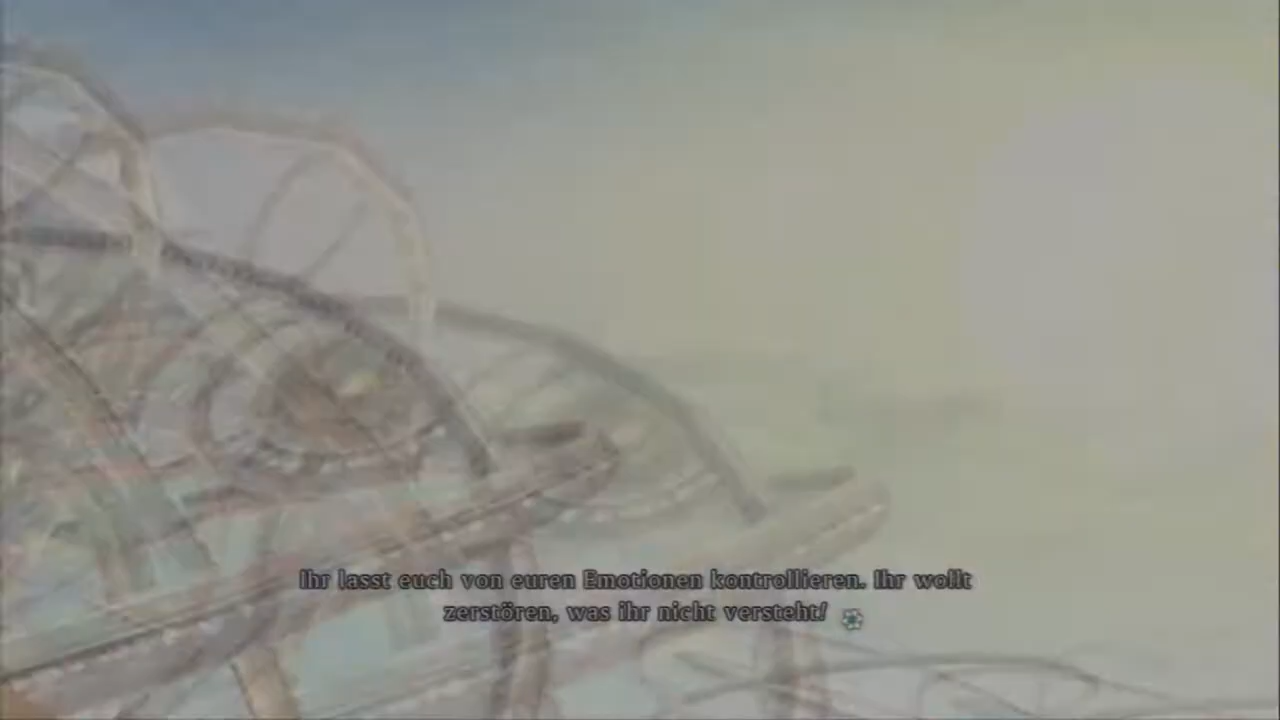 Ihr lasst euch von euren Emotionen kontrollieren. Ihr wollt
zerstören, was ihr nicht versteht!